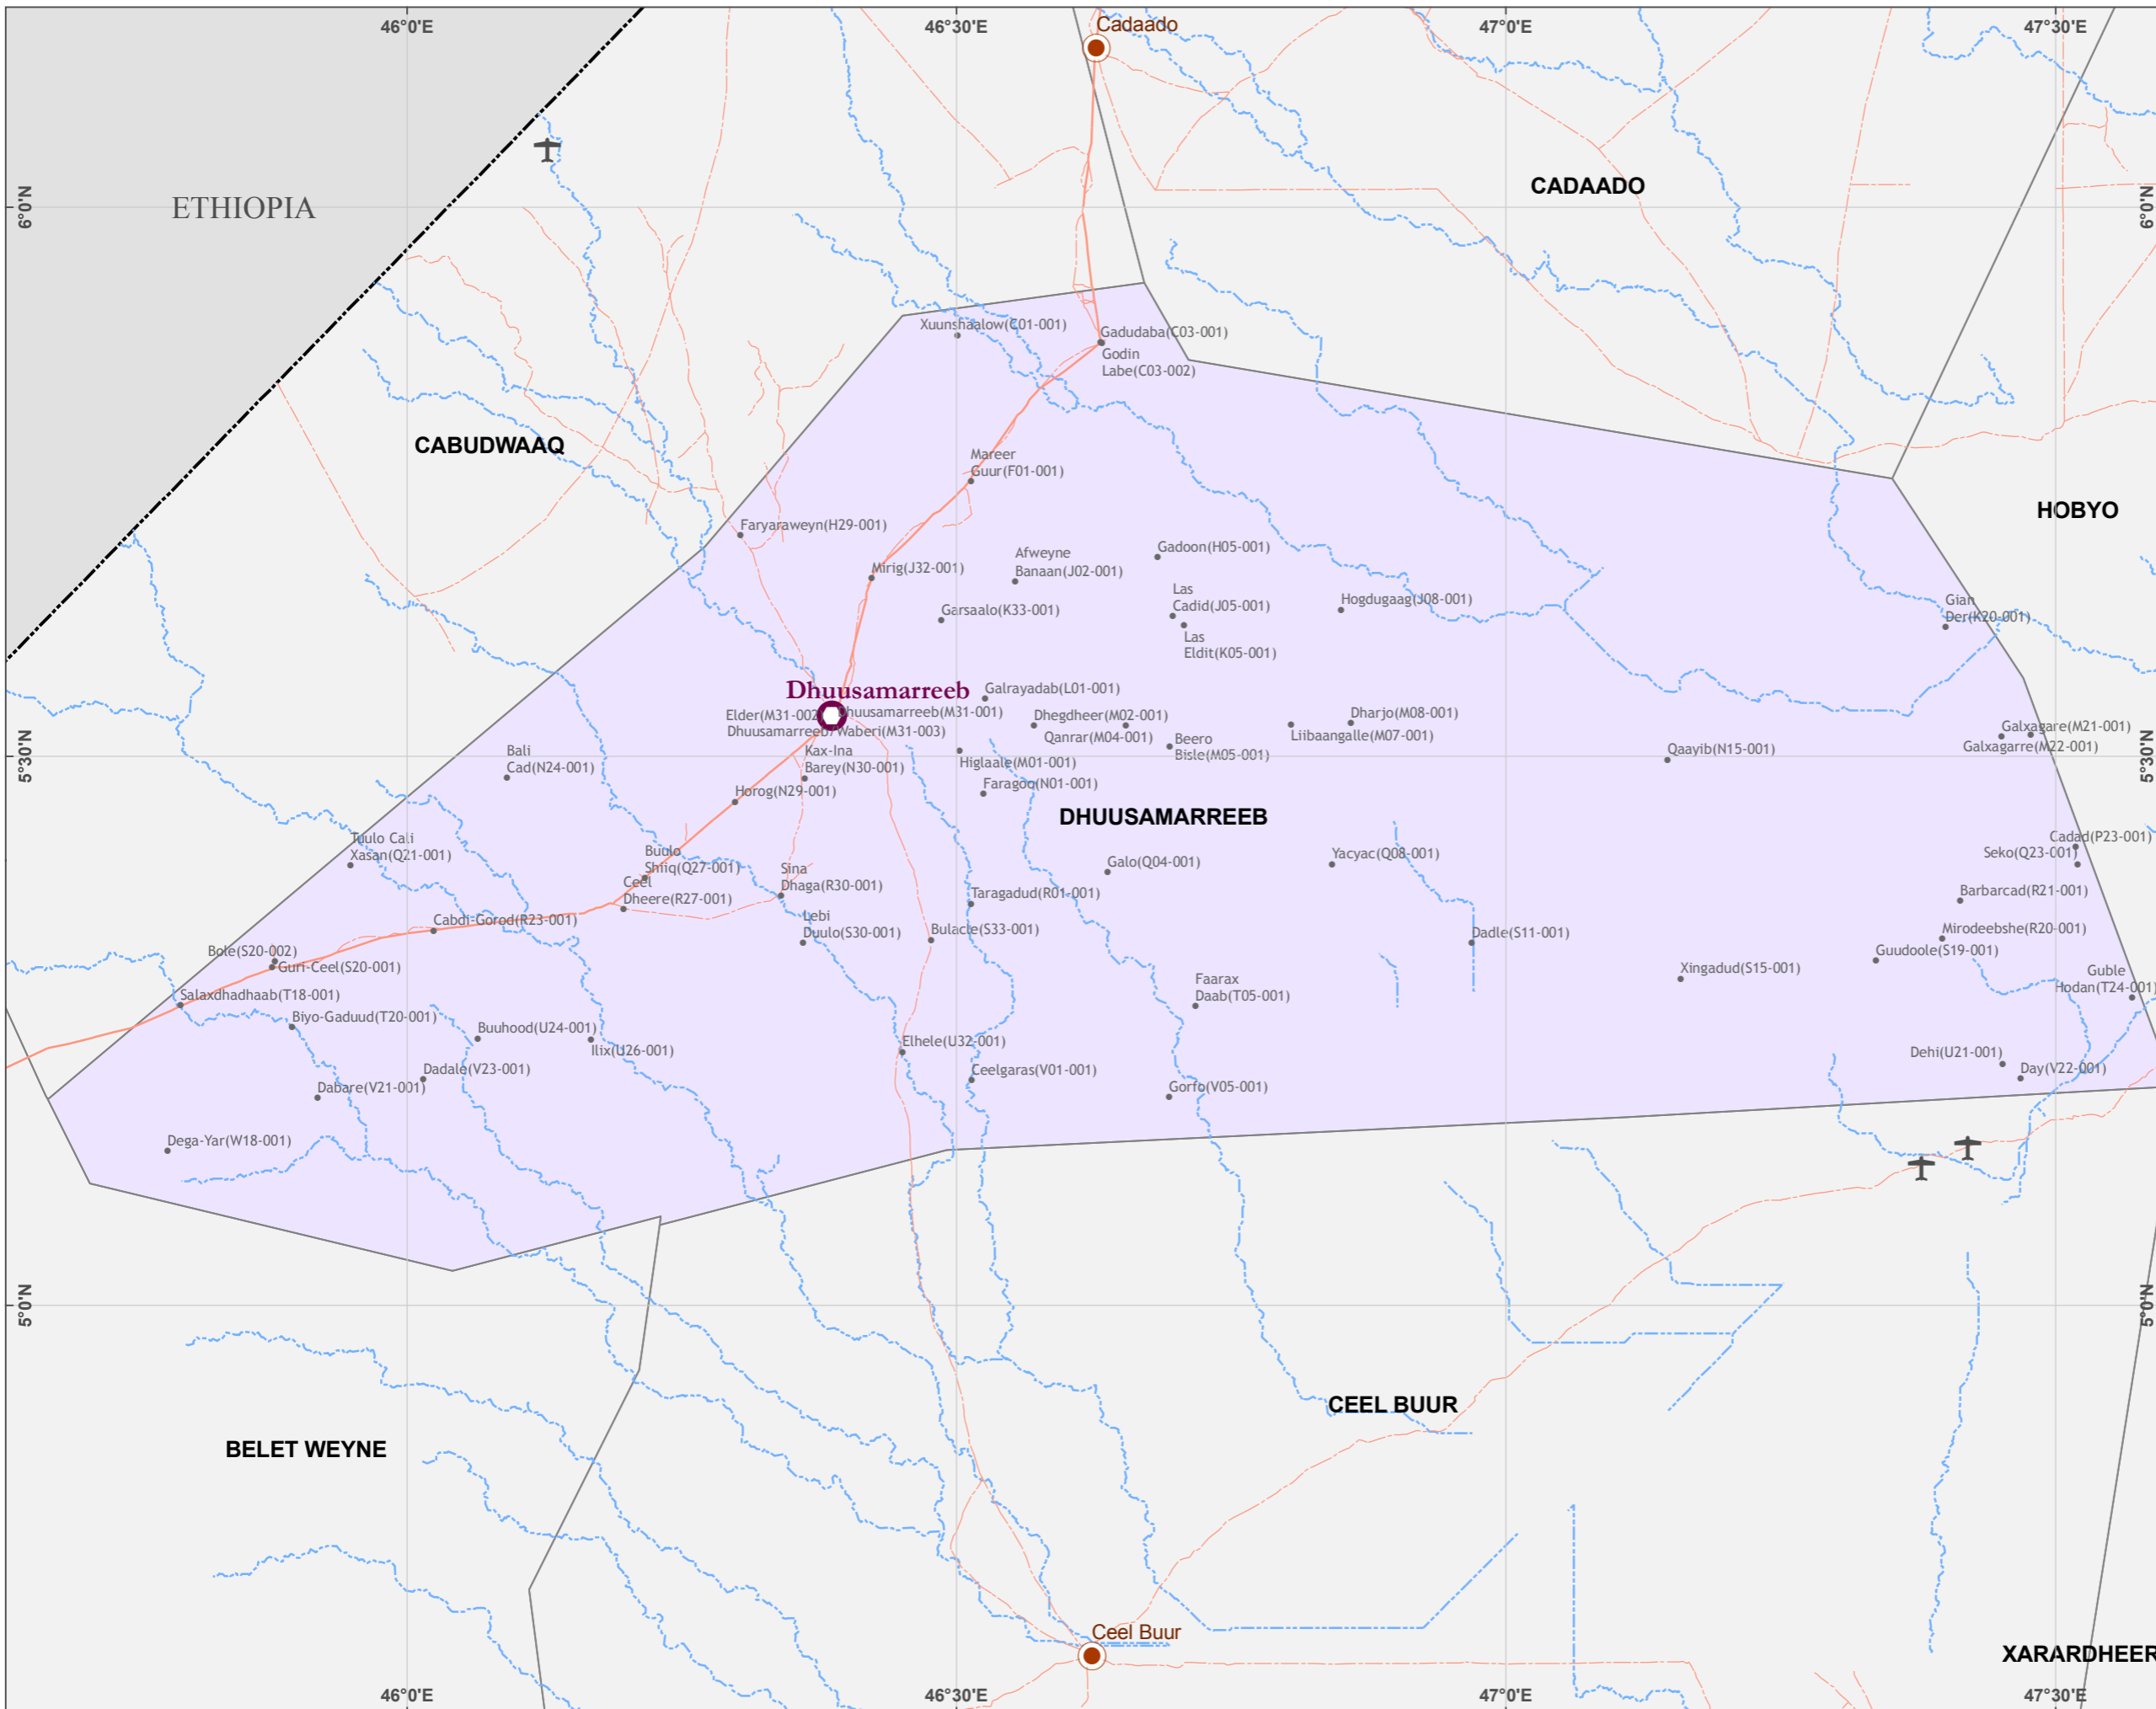 46°0'E
46°30'E
47°0'E
47°30'E
Cadaado
6°0'N
ETHIOPIA
CADAADO
6°0'N
Xuunshaalow(C01-001)
Gadudaba(C03-001)
Godin
Labe(C03-002)
CABUDWAAQ
Mareer
Guur(F01-001)
HOBYO
Faryaraweyn(H29-001)
Gadoon(H05-001)
Afweyne
Banaan(J02-001)
Mirig(J32-001)
Las
Cadid(J05-001)
Hogdugaag(J08-001)
Garsaalo(K33-001)
Gian
Der(K20-001)
Las
Eldit(K05-001)
Dhuusamarreeb
Galrayadab(L01-001)
Elder(M31-002)
Dhuusamarreeb(M31-001)
Dhuusamarreeb/Waberi(M31-003)
Dhegdheer(M02-001)
Dharjo(M08-001)
Qanrar(M04-001)
Liibaangalle(M07-001)
Galxagare(M21-001)
Galxagarre(M22-001)
Beero
Bisle(M05-001)
Qaayib(N15-001)
5°30'N
5°30'N
Bali
Cad(N24-001)
Kax-Ina
Barey(N30-001)
Higlaale(M01-001)
Horog(N29-001)
Faragoo(N01-001)
DHUUSAMARREEB
Tuulo Cali
Xasan(Q21-001)
Buulo
Shiiq(Q27-001)
Cadad(P23-001)
Seko(Q23-001)
Galo(Q04-001)
Yacyac(Q08-001)
Ceel
Dheere(R27-001)
Sina
Dhaga(R30-001)
Taragadud(R01-001)
Barbarcad(R21-001)
Cabdi-Gorod(R23-001)
Lebi
Duulo(S30-001)
Bulacle(S33-001)
Dadle(S11-001)
Mirodeebshe(R20-001)
Guudoole(S19-001)
Bole(S20-002)
Guri-Ceel(S20-001)
Xingadud(S15-001)
Guble
Hodan(T24-001)
Salaxdhadhaab(T18-001)
Faarax
Daab(T05-001)
Biyo-Gaduud(T20-001)
Buuhood(U24-001)
Ilix(U26-001)
Elhele(U32-001)
Dehi(U21-001)
Dadale(V23-001)
Ceelgaras(V01-001)
Day(V22-001)
Dabare(V21-001)
Gorfo(V05-001)
Dega-Yar(W18-001)
5°0'N
5°0'N
CEEL BUUR
BELET WEYNE
Ceel Buur
XARARDHEER
46°0'E
46°30'E
47°0'E
47°30'E